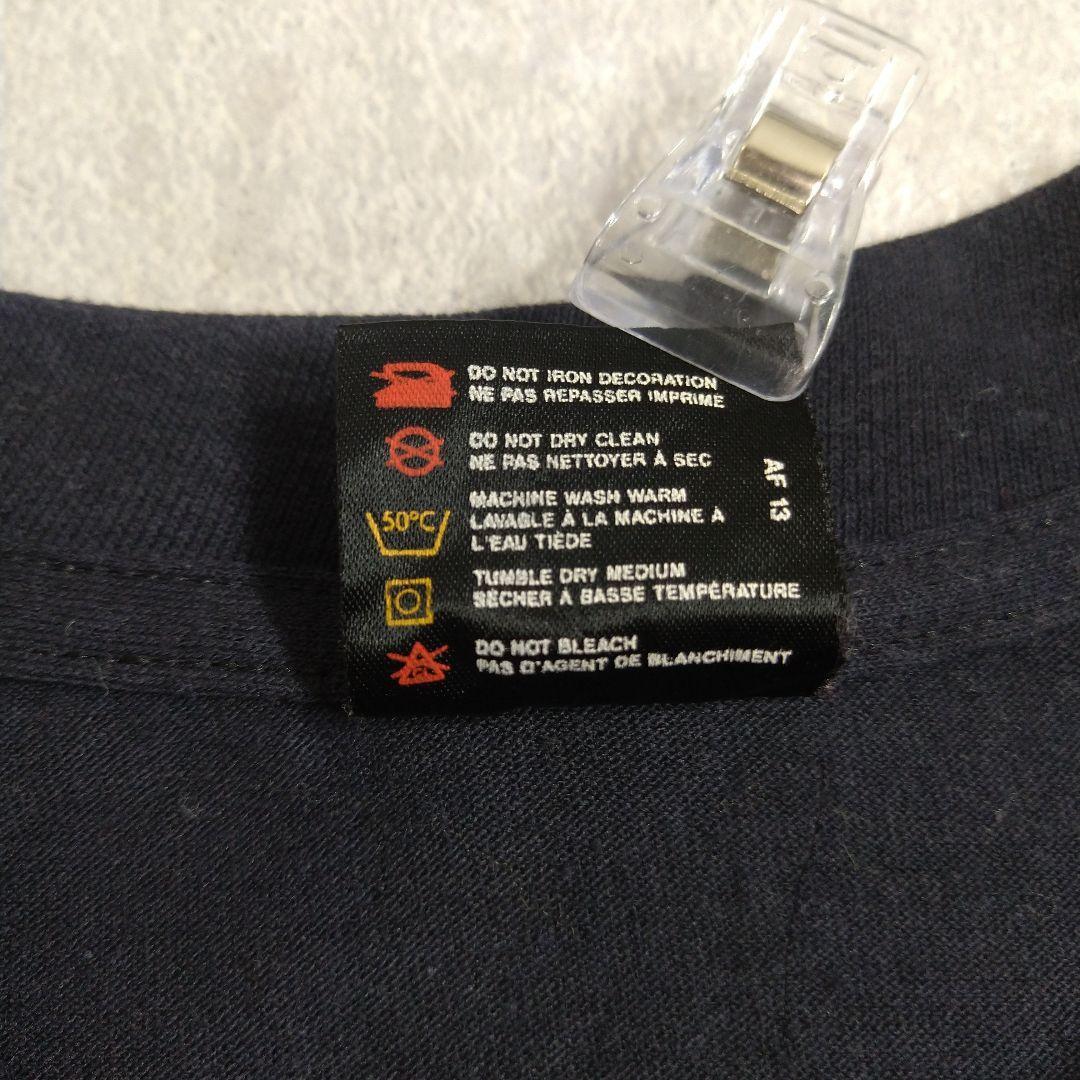 DO NOT IRON DECORATION
NE PAS REPASSER IMPRIME
DO NOT DRY CLEAN
NE PAS NETTOYER À SEC
50°C
MACHINE WASH WARM
LAVABLE À LA MACHINE À
L'EAU TIÈDE
TUMBLE DRY MEDIUM
SÉCHER À BASSE TEMPÉRATURE
DO NOT BLEACH
PAS D'AGENT DE BLANCHIMENT
AF 13